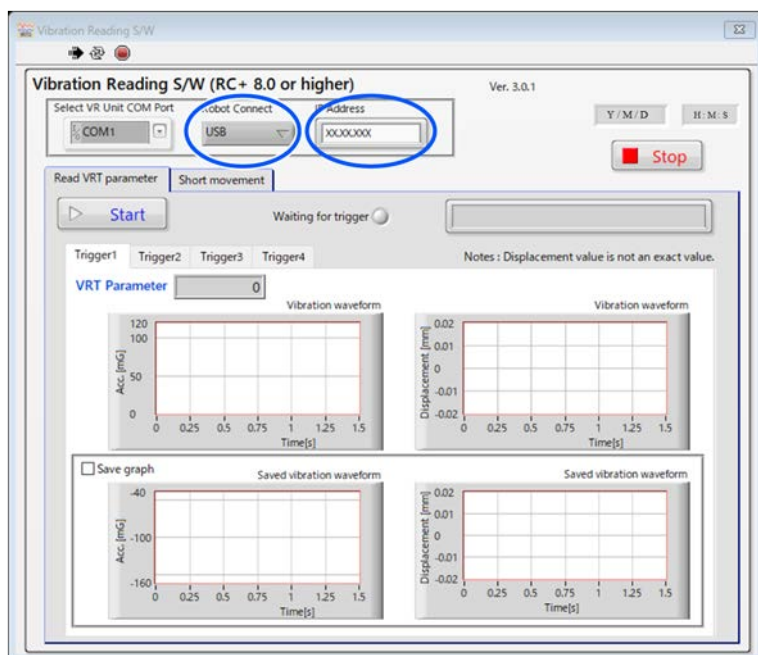 Vibration Reading S/W
Vibration Reading S/W (RC+ 8.0 or higher)
Ver. 3.0.1
Select VR Unit COM Port
Robot Connect
IP Address
COM1
USB
XX.XX.XX.XX
Y/M/D
H:M:S
Stop
Read VRT parameter
Short movement
Start
Waiting for trigger
Trigger1
Trigger2
Trigger3
Trigger4
Notes : Displacement value is not an exact value.
VRT Parameter
0
Vibration waveform
120
100
50
0
Acc. [mG]
0 0.25 0.5 0.75 1 1.25 1.5
Time[s]
Vibration waveform
0.02
0.01
0
-0.01
-0.02
Displacement [mm]
0 0.25 0.5 0.75 1 1.25 1.5
Time[s]
Save graph
Saved vibration waveform
-40
-100
-160
Acc. [mG]
0 0.25 0.5 0.75 1 1.25 1.5
Time[s]
Saved vibration waveform
0.02
0.01
0
-0.01
-0.02
Displacement [mm]
0 0.25 0.5 0.75 1 1.25 1.5
Time[s]